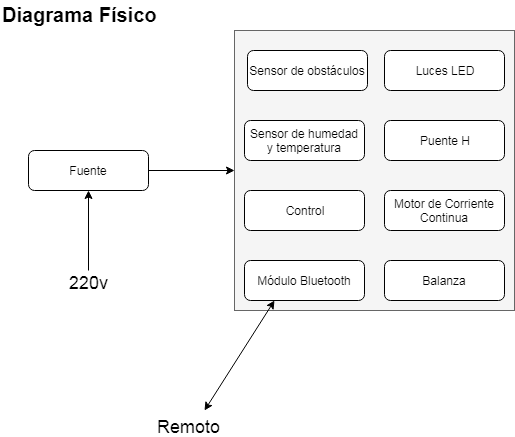 Diagrama Físico
Sensor de obstáculos
Luces LED
Sensor de humedad
y temperatura
Puente H
Fuente
Control
Motor de Corriente
Continua
220v
Módulo Bluetooth
Balanza
Remoto